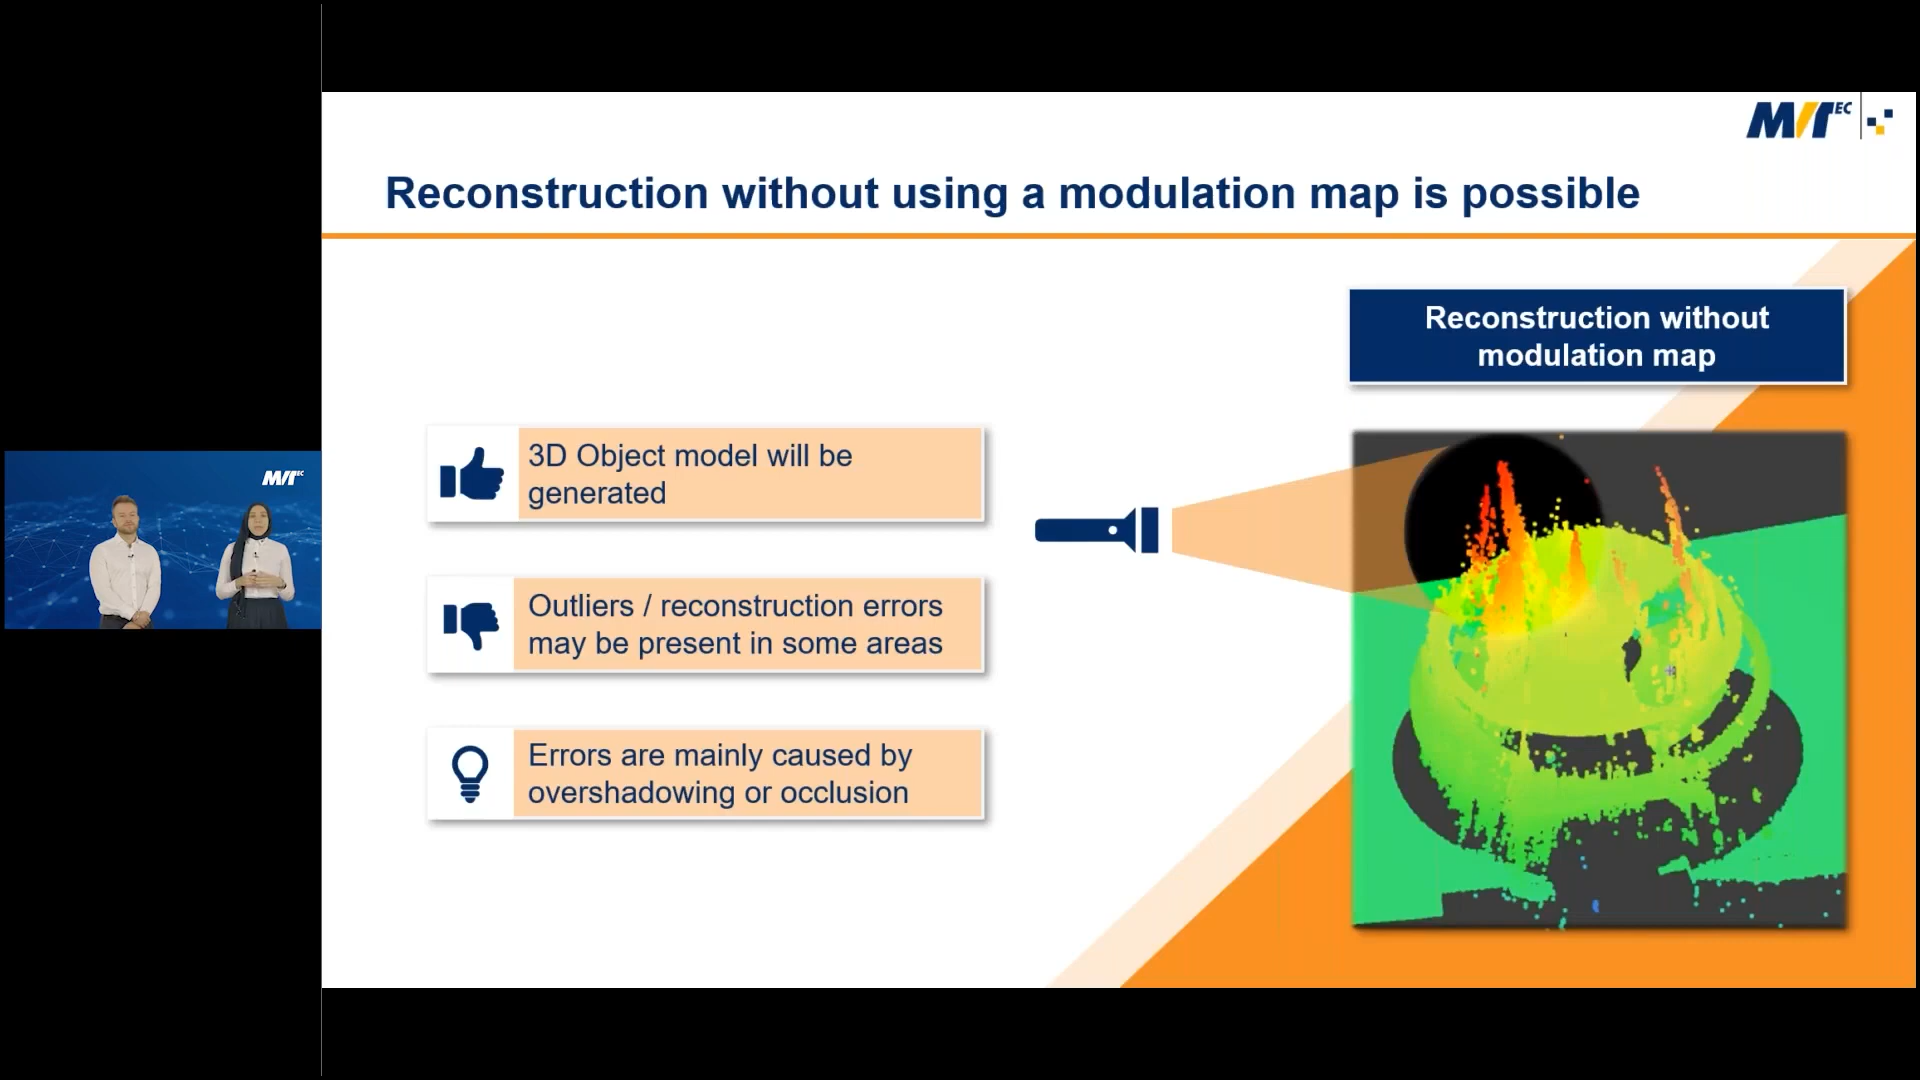 MVTEC
Reconstruction without using a modulation map is possible
Reconstruction without
modulation map
3D Object model will be
generated
Outliers / reconstruction errors
may be present in some areas
Errors are mainly caused by
overshadowing or occlusion
MVTEC